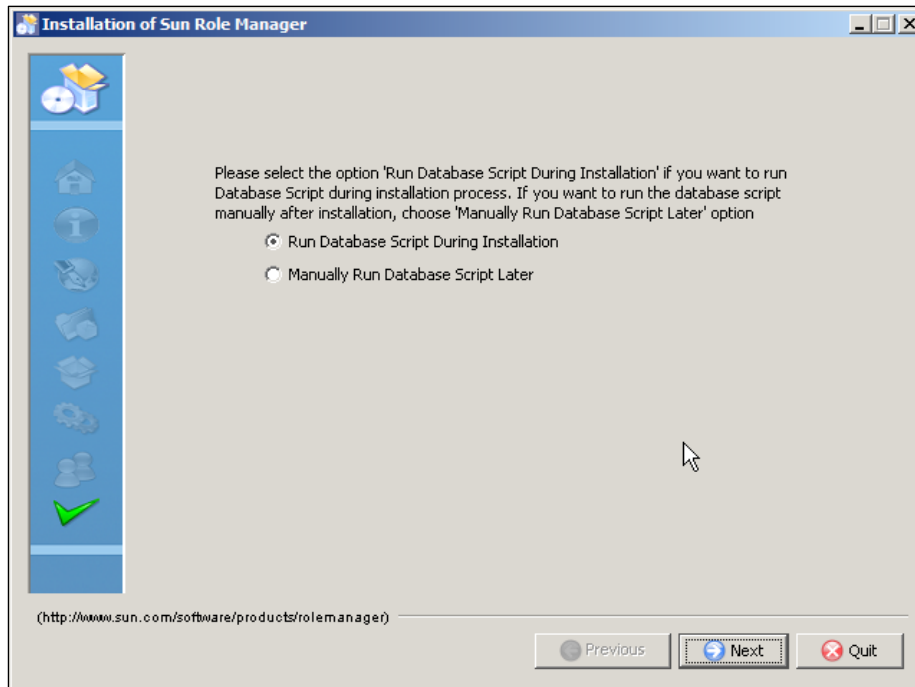 Installation of Sun Role Manager
Please select the option 'Run Database Script During Installation' if you want to run
Database Script during installation process. If you want to run the database script
manually after installation, choose 'Manually Run Database Script Later' option
Run Database Script During Installation
Manually Run Database Script Later
(http://www.sun.com/software/products/rolemanager)
Previous
Next
Quit